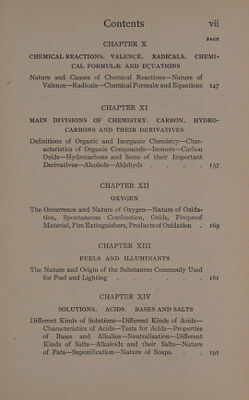 Contents vii
PAGE
CHAPTER X
CHEMICAL REACTIONS. VALENCE. RADICALS. CHEMI-
CAL FORMULÆ AND EQUATIONS
Nature and Causes of Chemical Reactions—Nature of
Valence—Radicals—Chemical Formulæ and Equations 147
CHAPTER XI
MAIN DIVISIONS OF CHEMISTRY. CARBON. HYDRO-
CARBONS AND THEIR DERIVATIVES
Definitions of Organic and Inorganic Chemistry—Char-
acteristics of Organic Compounds—Isomers—Carbon
Oxids—Hydrocarbons and Some of their Important
Derivatives—Alcohols—Aldehyds . . . . 157
CHAPTER XII
OXYGEN
The Occurrence and Nature of Oxygen—Nature of Oxida-
tion, Spontaneous Combustion, Oxids, Fireproof
Material, Fire Extinguishers, Products of Oxidation . 169
CHAPTER XIII
FUELS AND ILLUMINANTS
The Nature and Origin of the Substances Commonly Used
for Fuel and Lighting . . . . . . 181
CHAPTER XIV
SOLUTIONS. ACIDS. BASES AND SALTS
Different Kinds of Solutions—Different Kinds of Acids—
Characteristics of Acids—Tests for Acids—Properties
of Bases and Alkalies—Neutralization—Different
Kinds of Salts—Alkaloids and their Salts—Nature
of Fats—Saponification—Nature of Soaps. . . 191